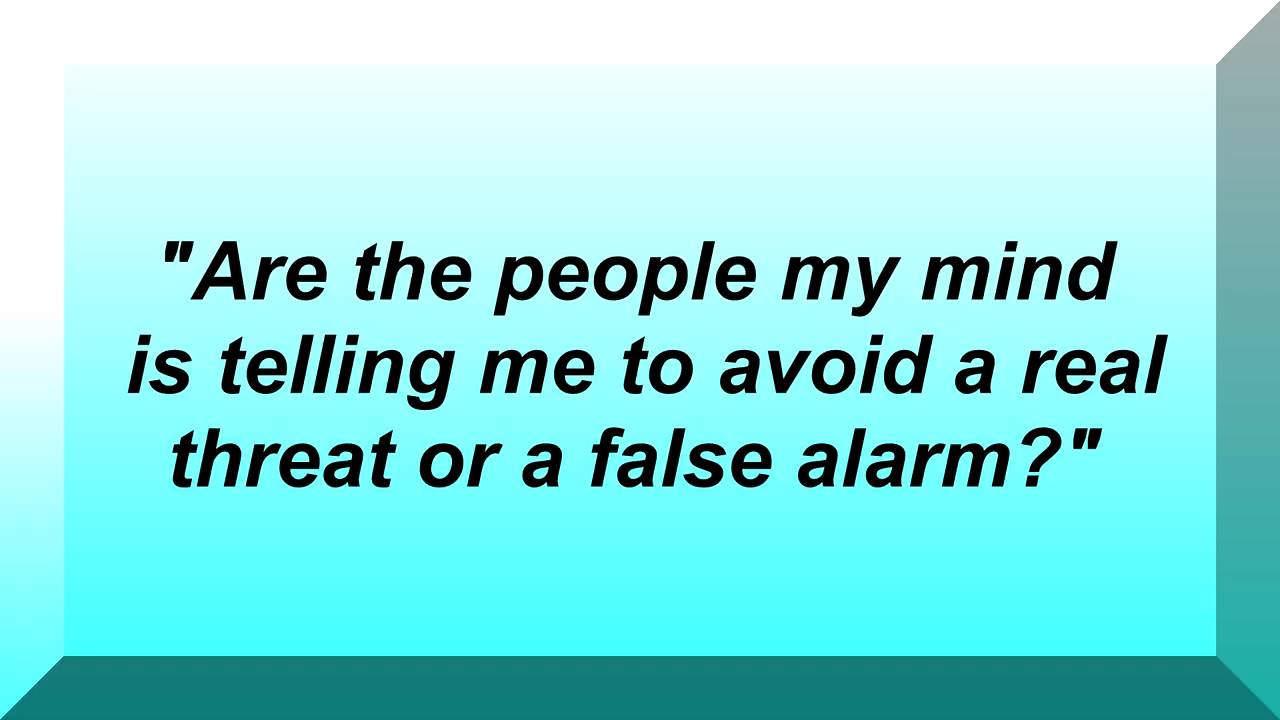 "Are the people my mind
is telling me to avoid a real
threat or a false alarm?"